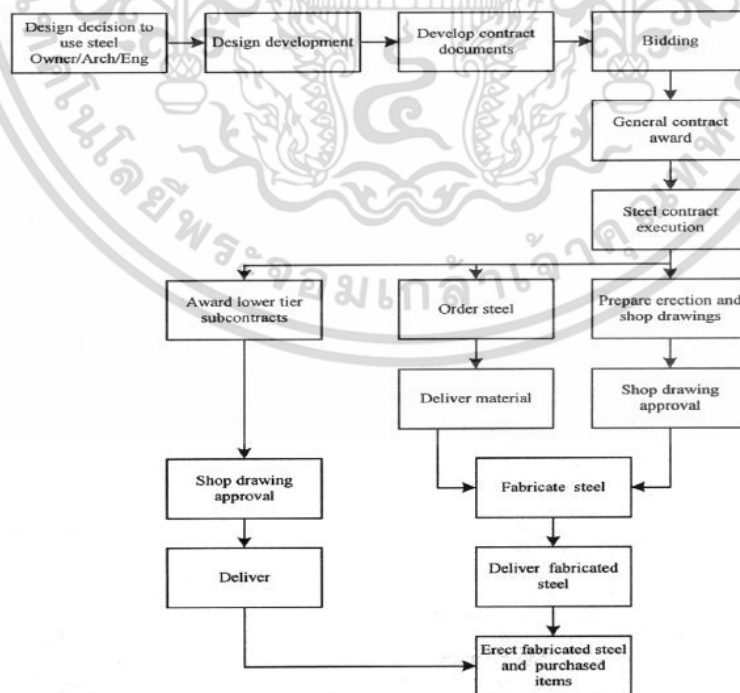 Design decision to
use steel
Owner/Arch/Eng
Design development
Develop contract
documents
Bidding
General contract
award
Steel contract
execution
Award lower tier
subcontracts
Order steel
Prepare erection and
shop drawings
Deliver material
Shop drawing
approval
Shop drawing
approval
Fabricate steel
Deliver
Deliver fabricated
steel
Erect fabricated steel
and purchased
items